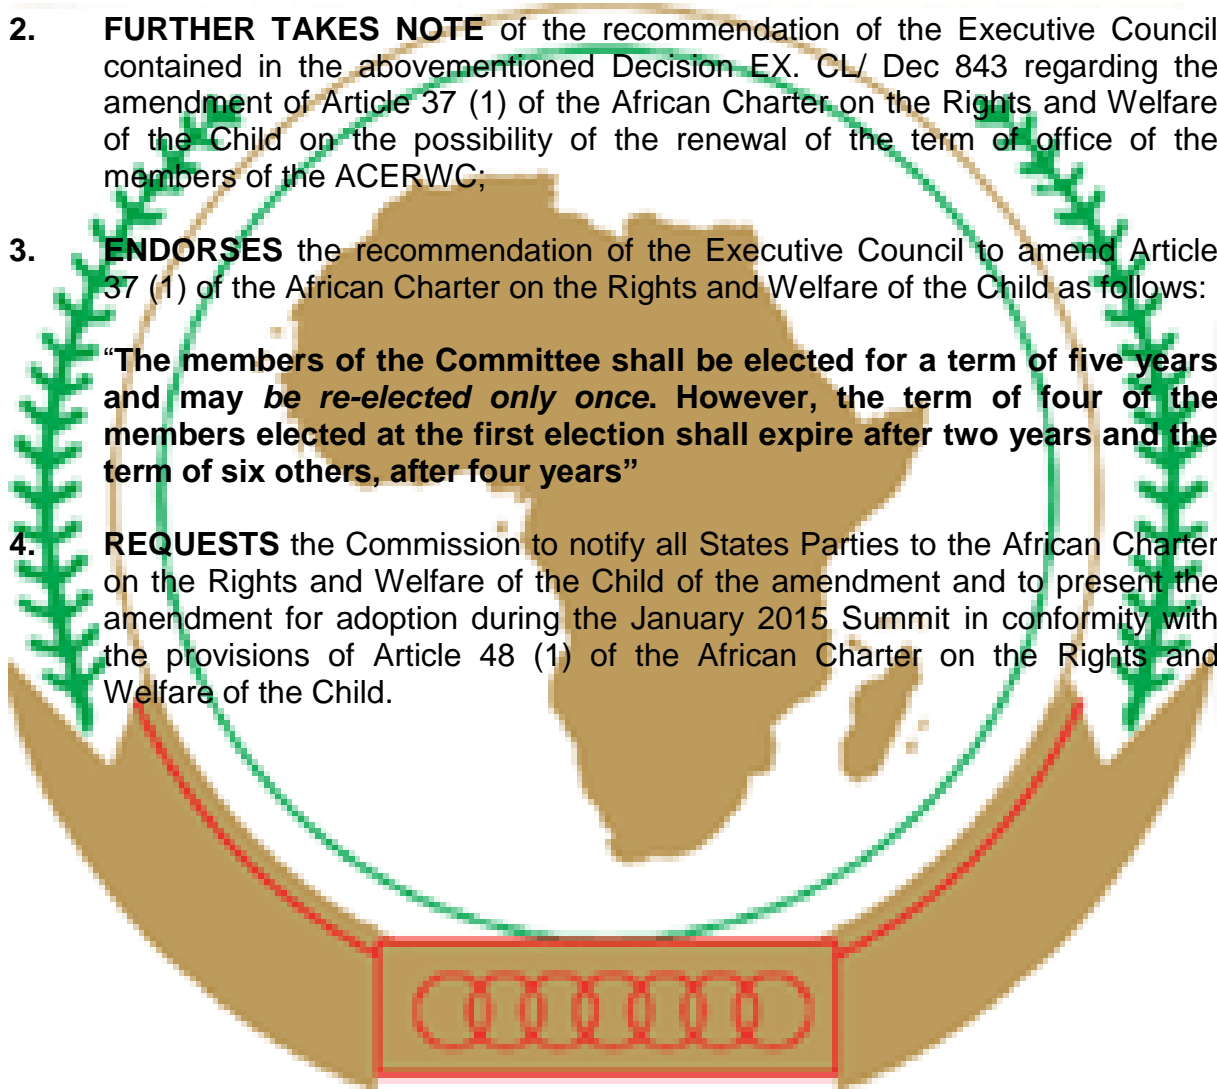 2. FURTHER TAKES NOTE of the recommendation of the Executive Council
contained in the abovementioned Decision EX. CL/ Dec 843 regarding the
amendment of Article 37 (1) of the African Charter on the Rights and Welfare
of the Child on the possibility of the renewal of the term of office of the
members of the ACERWC;
3. ENDORSES the recommendation of the Executive Council to amend Article
37 (1) of the African Charter on the Rights and Welfare of the Child as follows:
“The members of the Committee shall be elected for a term of five years
and may be re-elected only once. However, the term of four of the
members elected at the first election shall expire after two years and the
term of six others, after four years”
4. REQUESTS the Commission to notify all States Parties to the African Charter
on the Rights and Welfare of the Child of the amendment and to present the
amendment for adoption during the January 2015 Summit in conformity with
the provisions of Article 48 (1) of the African Charter on the Rights and
Welfare of the Child.